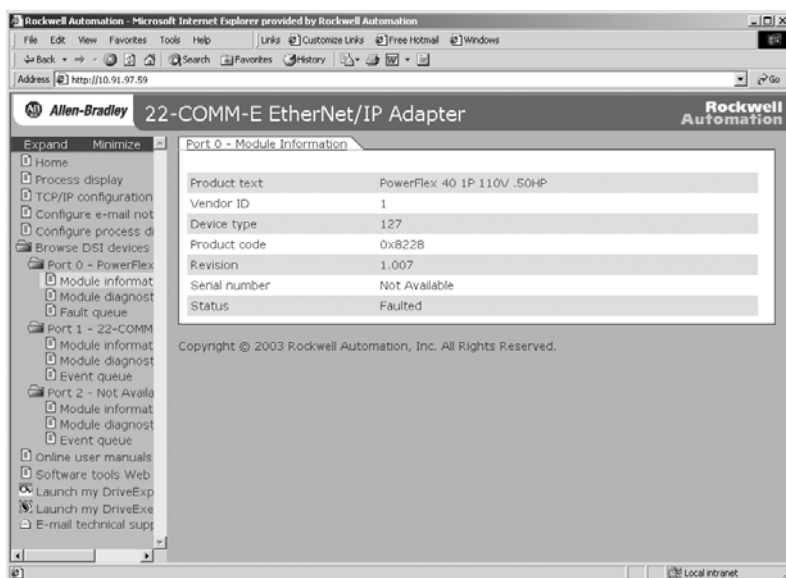 Rockwell Automation - Microsoft Internet Explorer provided by Rockwell Automation
File Edit View Favorites Tools Help Links Customize Links Free Hotmail Windows
Back Search Favorites History
Address http://10.91.97.59 Go
AB Allen-Bradley 22-COMM-E EtherNet/IP Adapter Rockwell Automation
Expand Minimize
Home
Process display
TCP/IP configuration
Configure e-mail not
Configure process di
Browse DSI devices
Port 0 - PowerFlex
Module informat
Module diagnost
Fault queue
Port 1 - 22-COMM
Module informat
Module diagnost
Event queue
Port 2 - Not Availa
Module informat
Module diagnost
Event queue
Online user manuals
Software tools Web
Launch my DriveExp
Launch my DriveExe
E-mail technical supp
Port 0 - Module Information
Product text PowerFlex 40 1P 110V .50HP
Vendor ID 1
Device type 127
Product code 0x8228
Revision 1.007
Serial number Not Available
Status Faulted
Copyright © 2003 Rockwell Automation, Inc. All Rights Reserved.
Local intranet